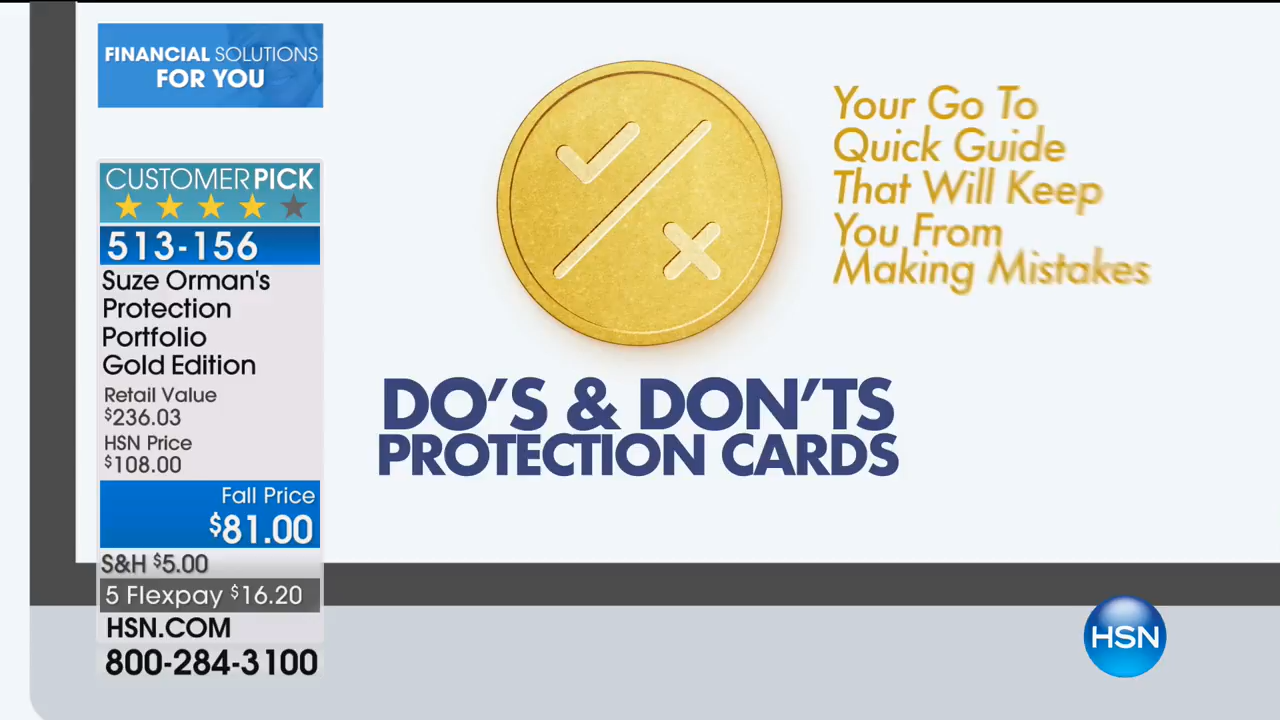 FINANCIAL SOLUTIONS
FOR YOU
CUSTOMER PICK
513-156
Suze Orman's
Protection
Portfolio
Gold Edition
Retail Value
$236.03
HSN Price
$108.00
Fall Price
$81.00
S&H $5.00
5 Flexpay $16.20
HSN.COM
800-284-3100
Your Go To
Quick Guide
That Will Keep
You From
Making Mistakes
DO'S & DON'TS
PROTECTION CARDS
HSN